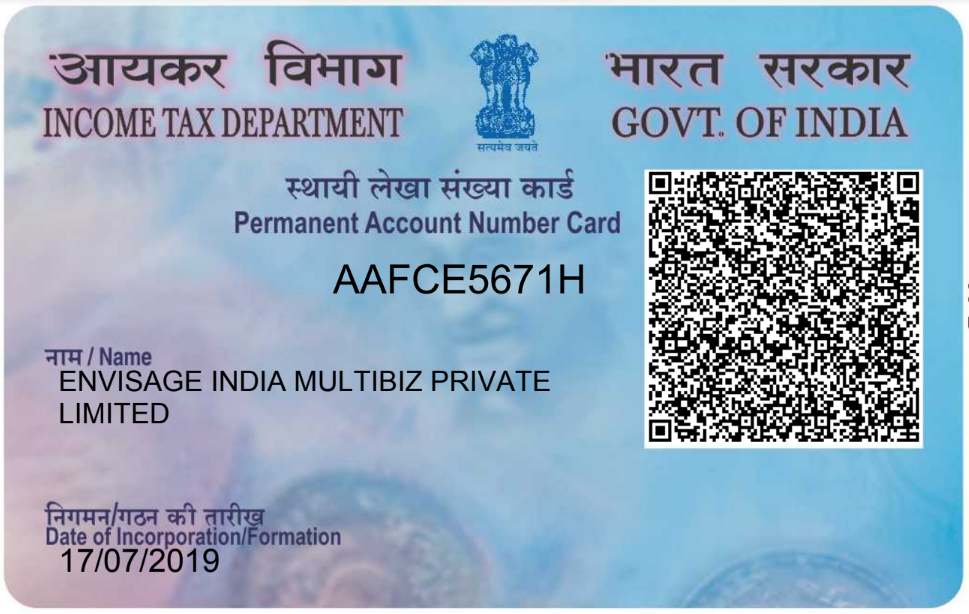 आयकर विभाग
INCOME TAX DEPARTMENT
सत्यमेव जयते
भारत सरकार
GOVT. OF INDIA
स्थायी लेखा संख्या कार्ड
Permanent Account Number Card
AAFCE5671H
नाम / Name
ENVISAGE INDIA MULTIBIZ PRIVATE
LIMITED
निगमन/गठन की तारीख
Date of Incorporation/Formation
17/07/2019